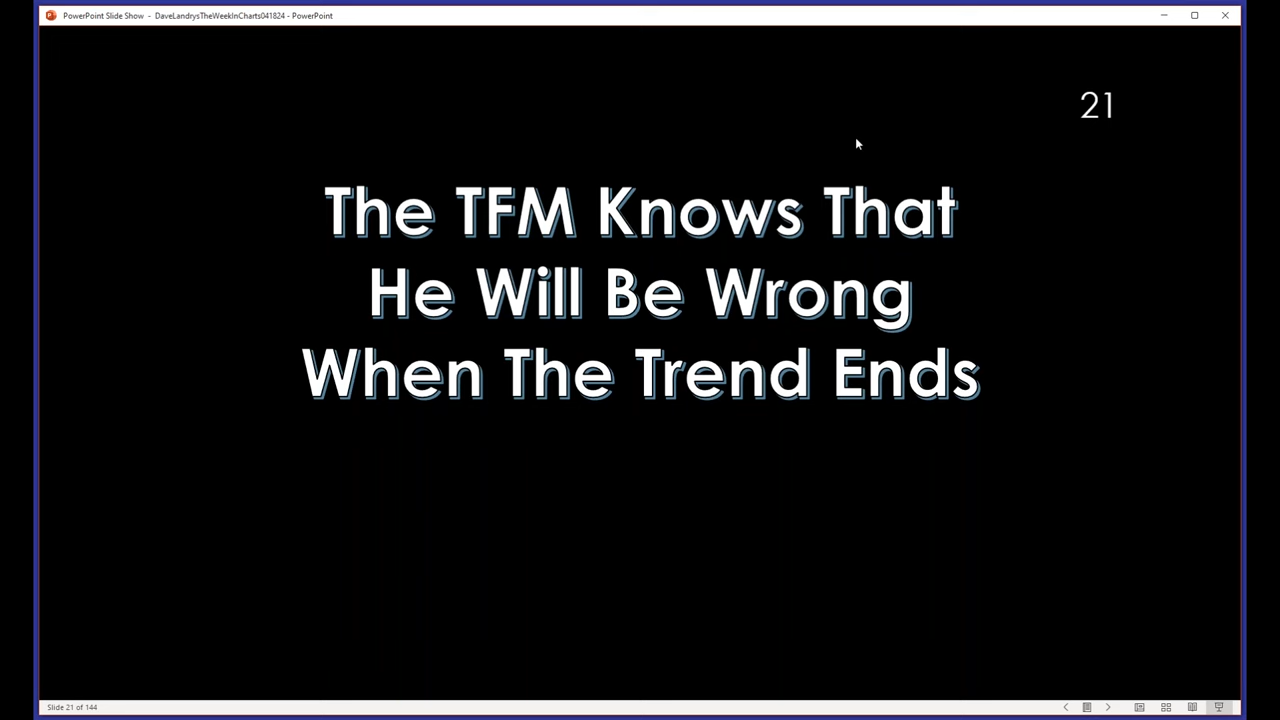 PowerPoint Slide Show - DaveLandrysTheWeekInCharts041824 - PowerPoint
21
The TFM Knows That
He Will Be Wrong
When The Trend Ends
Slide 21 of 144